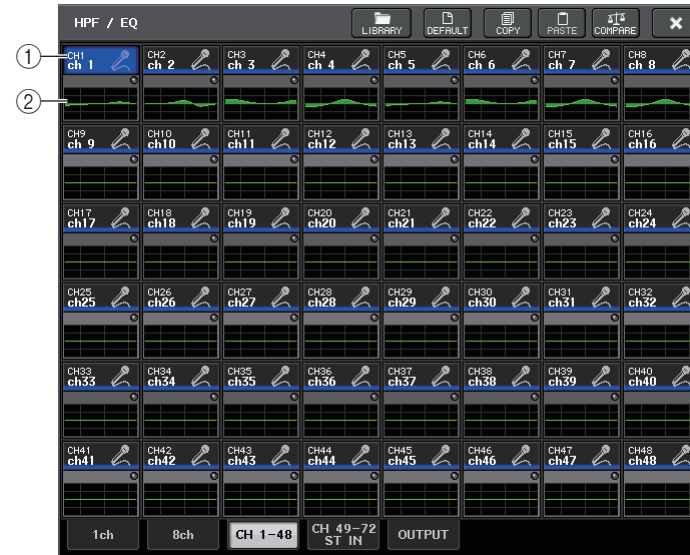 HPF / EQ
LIBRARY DEFAULT COPY PASTE COMPARE ×
1
CH1 CH2 CH3 CH4 CH5 CH6 CH7 CH8
ch 1 ch 2 ch 3 ch 4 ch 5 ch 6 ch 7 ch 8
2
CH9 CH10 CH11 CH12 CH13 CH14 CH15 CH16
ch 9 ch10 ch11 ch12 ch13 ch14 ch15 ch16
CH17 CH18 CH19 CH20 CH21 CH22 CH23 CH24
ch17 ch18 ch19 ch20 ch21 ch22 ch23 ch24
CH25 CH26 CH27 CH28 CH29 CH30 CH31 CH32
ch25 ch26 ch27 ch28 ch29 ch30 ch31 ch32
CH33 CH34 CH35 CH36 CH37 CH38 CH39 CH40
ch33 ch34 ch35 ch36 ch37 ch38 ch39 ch40
CH41 CH42 CH43 CH44 CH45 CH46 CH47 CH48
ch41 ch42 ch43 ch44 ch45 ch46 ch47 ch48
1ch 8ch CH 1-48 CH 49-72 OUTPUT
ST IN